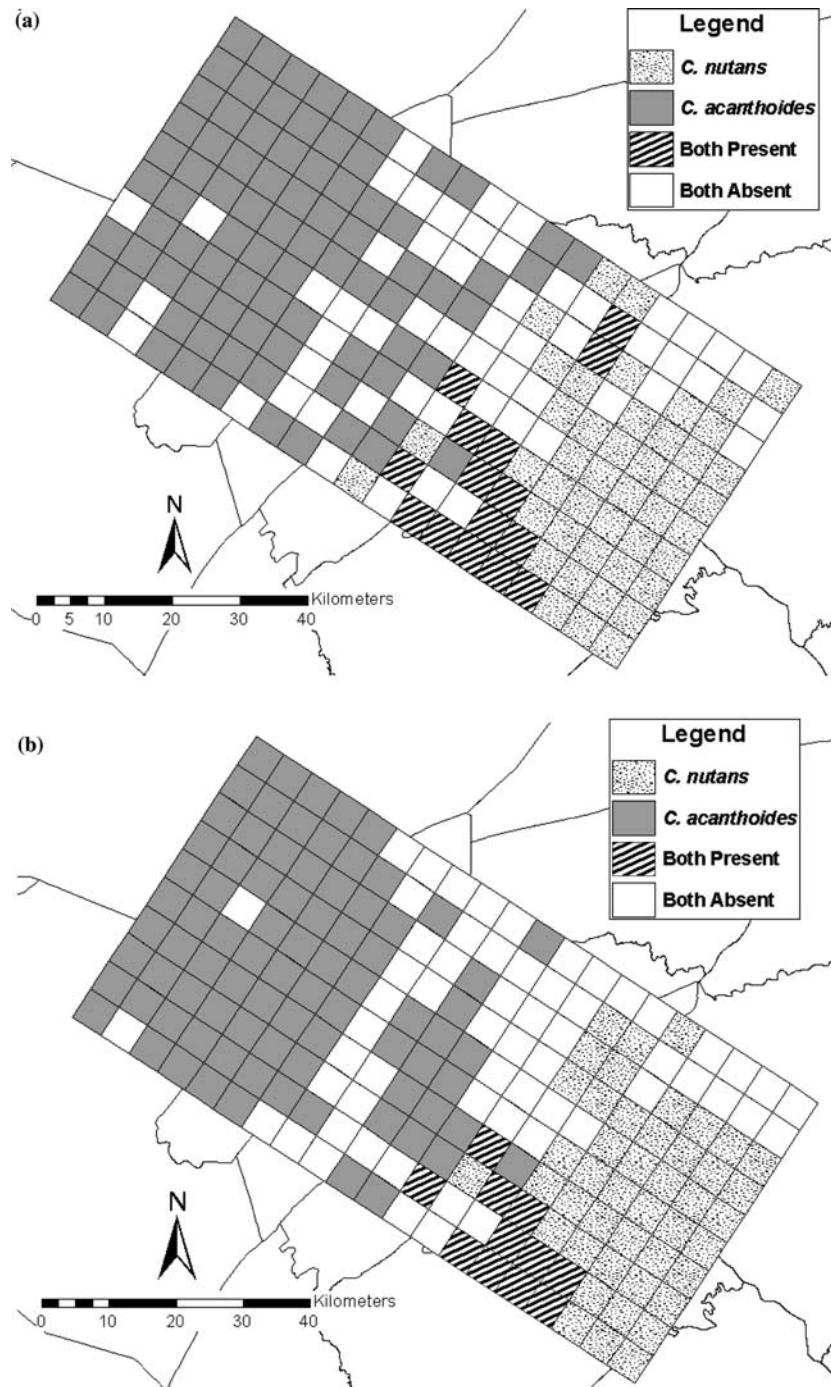 (a)
Legend
C. nutans
C. acanthoides
Both Present
Both Absent
N
Kilometers
0 5 10 20 30 40
(b)
Legend
C. nutans
C. acanthoides
Both Present
Both Absent
N
Kilometers
0 10 20 30 40